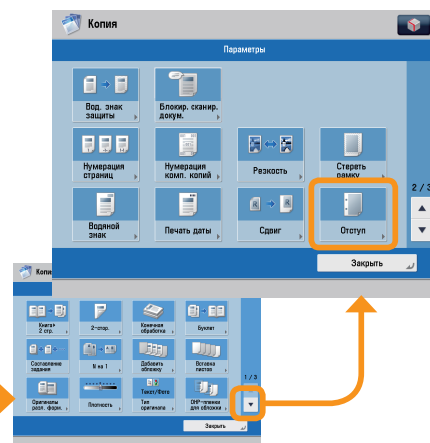 Копия
Параметры
Вод. знак
защиты
Блокир. сканир.
докум.
Нумерация
страниц
Нумерация
комп. копий
Резкость
Стереть
рамку
2 / 3
Водяной
знак
Печать даты
Сдвиг
Отступ
Закрыть
Копи
Книга▸
2 стр.
2-стор.
Конечная
обработка
Буклет
Составление
задания
N на 1
Добавить
обложку
Вставка
листов
1 / 3
Оригиналы
разл. форм.
Плотность
Текст/Фото
Тип
оригинала
OHP-пленки
для обложки
Закрыть